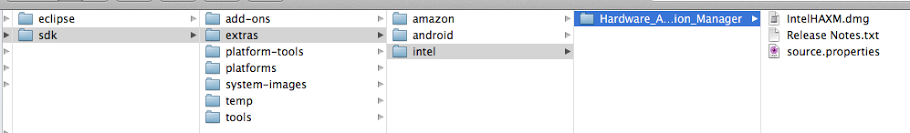 eclipse
sdk
add-ons
extras
platform-tools
platforms
system-images
temp
tools
amazon
android
intel
Hardware_A...ion_Manager
IntelHAXM.dmg
Release Notes.txt
source.properties